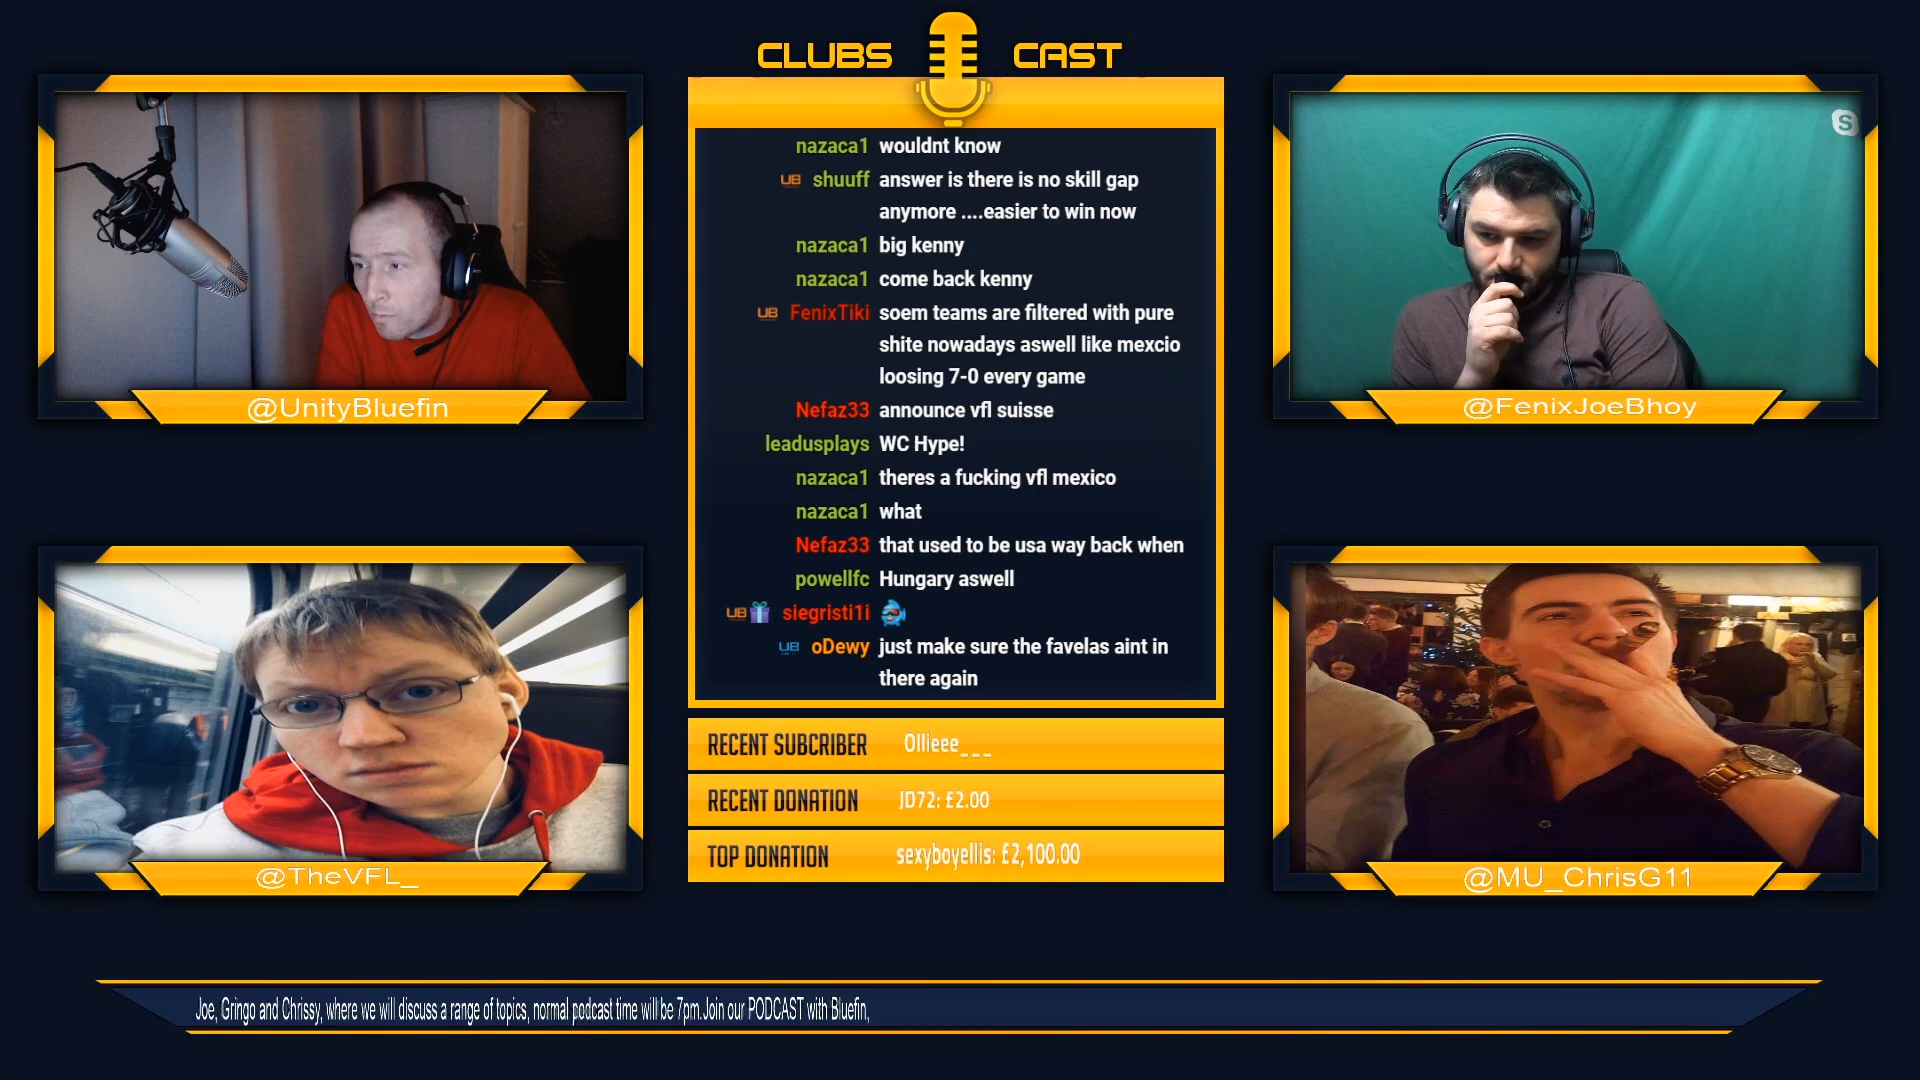 CLUBS CAST
nazaca1 wouldnt know
UB shuuff answer is there is no skill gap
anymore ....easier to win now
nazaca1 big kenny
nazaca1 come back kenny
UB FenixTiki soem teams are filtered with pure
shite nowadays aswell like mexcio
loosing 7-0 every game
Nefaz33 announce vfl suisse
leadusplays WC Hype!
nazaca1 theres a fucking vfl mexico
nazaca1 what
Nefaz33 that used to be usa way back when
powellfc Hungary aswell
UB siegristi1i
UB oDewy just make sure the favelas aint in
there again
@UnityBluefin
S
@FenixJoeBhoy
@TheVFL_
@MU_ChrisG11
RECENT SUBCRIBER Ollieee___
RECENT DONATION JD72: £2.00
TOP DONATION sexyboyellis: £2,100.00
Joe, Gringo and Chrissy, where we will discuss a range of topics, normal podcast time will be 7pm.Join our PODCAST with Bluefin,